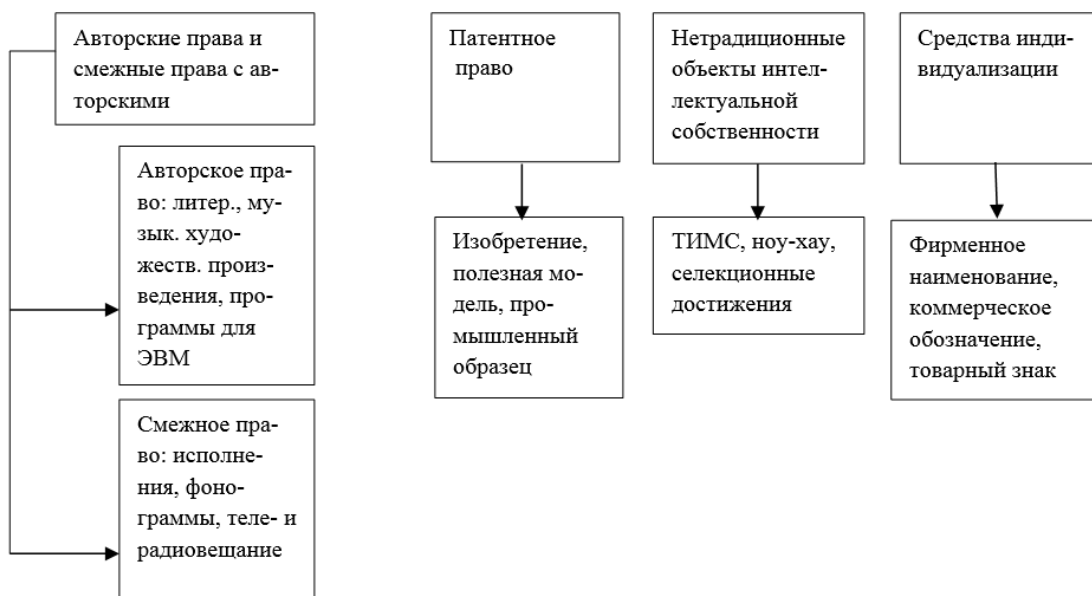 Авторские права и
смежные права с ав-
торскими
Авторское пра-
во: литер., му-
зык. худо-
жеств. произ-
ведения, про-
граммы для
ЭВМ
Смежное пра-
во: исполне-
ния, фоно-
граммы, теле- и
радиовещание
Патентное
право
Изобретение,
полезная мо-
дель, про-
мышленный
образец
Нетрадиционные
объекты интел-
лектуальной
собственности
ТИМС, ноу-хау,
селекционные
достижения
Средства инди-
видуализации
Фирменное
наименование,
коммерческое
обозначение,
товарный знак